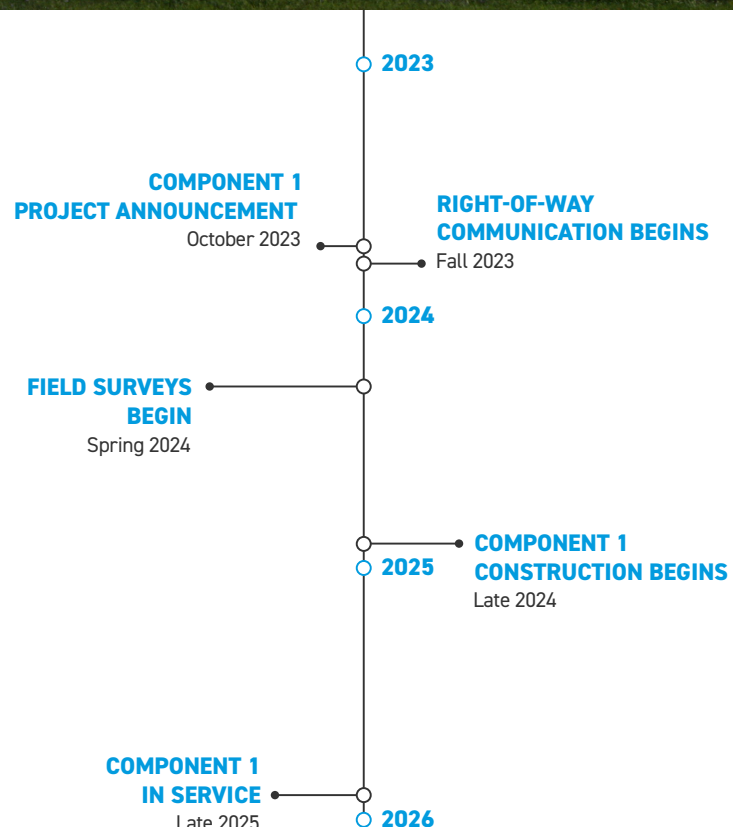 2023
COMPONENT 1
PROJECT ANNOUNCEMENT
October 2023
RIGHT-OF-WAY
COMMUNICATION BEGINS
Fall 2023
2024
FIELD SURVEYS
BEGIN
Spring 2024
COMPONENT 1
CONSTRUCTION BEGINS
Late 2024
2025
COMPONENT 1
IN SERVICE
Late 2025
2026